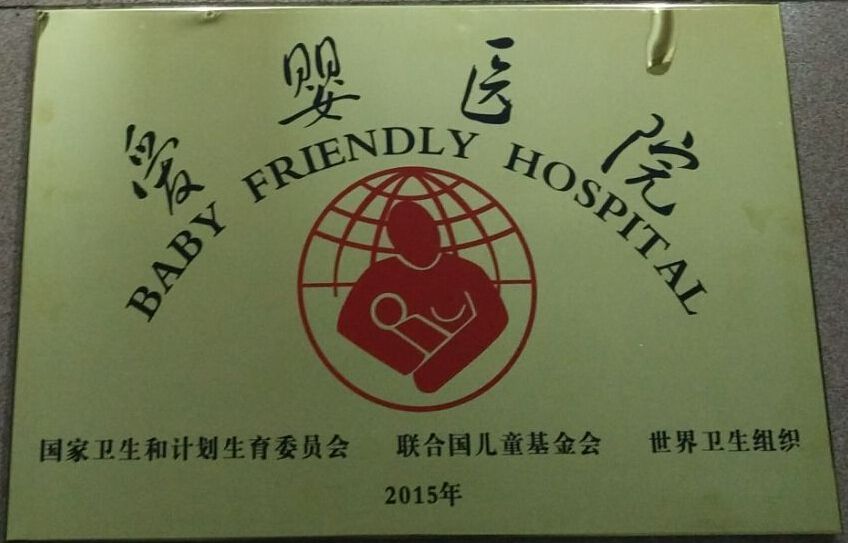 爱婴医院
BABY FRIENDLY HOSPITAL
国家卫生和计划生育委员会 联合国儿童基金会 世界卫生组织
2015年